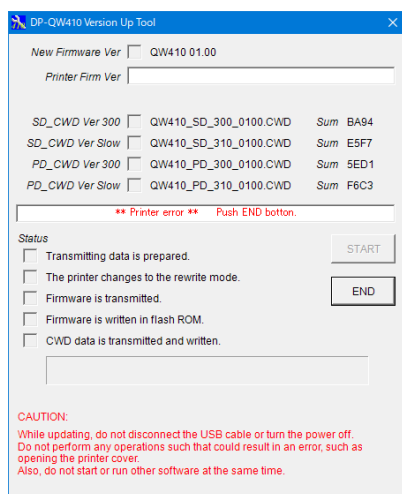 DP-QW410 Version Up Tool
New Firmware Ver QW410 01.00
Printer Firm Ver
SD_CWD Ver 300 QW410_SD_300_0100.CWD Sum BA94
SD_CWD Ver Slow QW410_SD_310_0100.CWD Sum E5F7
PD_CWD Ver 300 QW410_PD_300_0100.CWD Sum 5ED1
PD_CWD Ver Slow QW410_PD_310_0100.CWD Sum F6C3
** Printer error ** Push END botton.
Status
Transmitting data is prepared.
START
The printer changes to the rewrite mode.
Firmware is transmitted.
END
Firmware is written in flash ROM.
CWD data is transmitted and written.
CAUTION:
While updating, do not disconnect the USB cable or turn the power off.
Do not perform any operations such that could result in an error, such as
opening the printer cover.
Also, do not start or run other software at the same time.